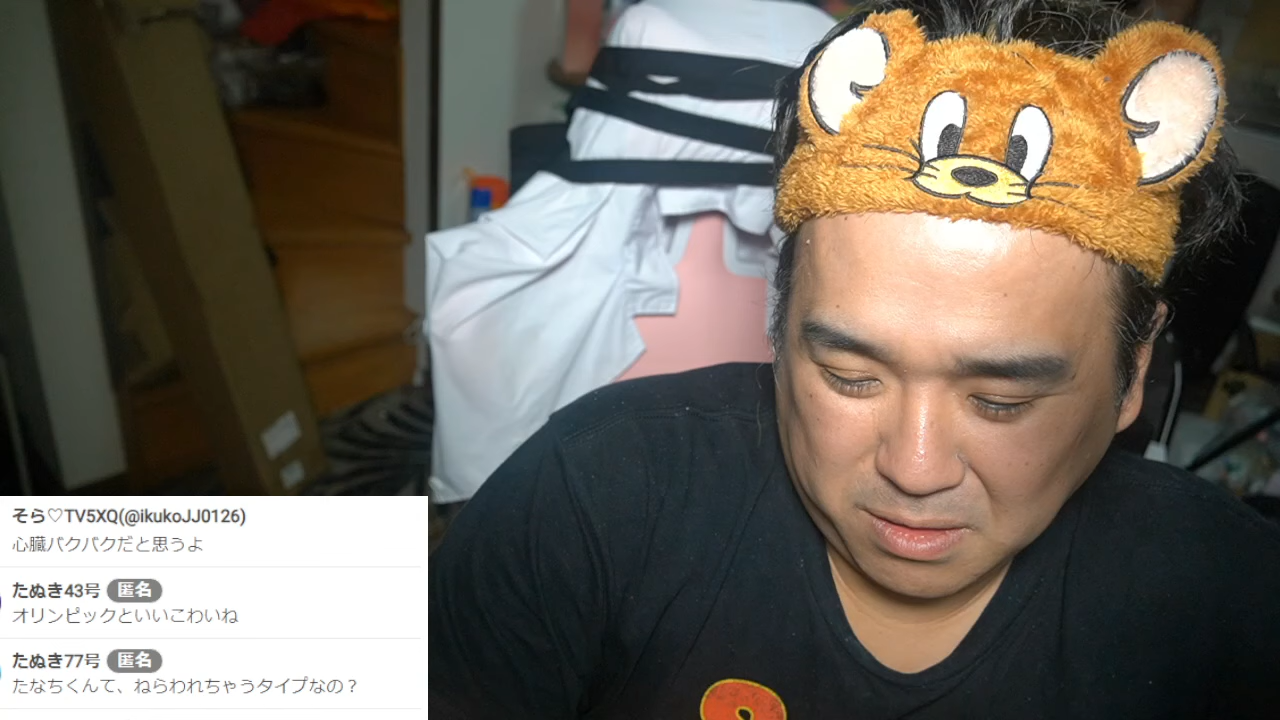 そら♡TV5XQ(@ikukoJJ0126)
心臓バクバクだと思うよ
たぬき43号 匿名
オリンピックといいこわいね
たぬき77号 匿名
たなちくんて、ねらわれちゃうタイプなの？